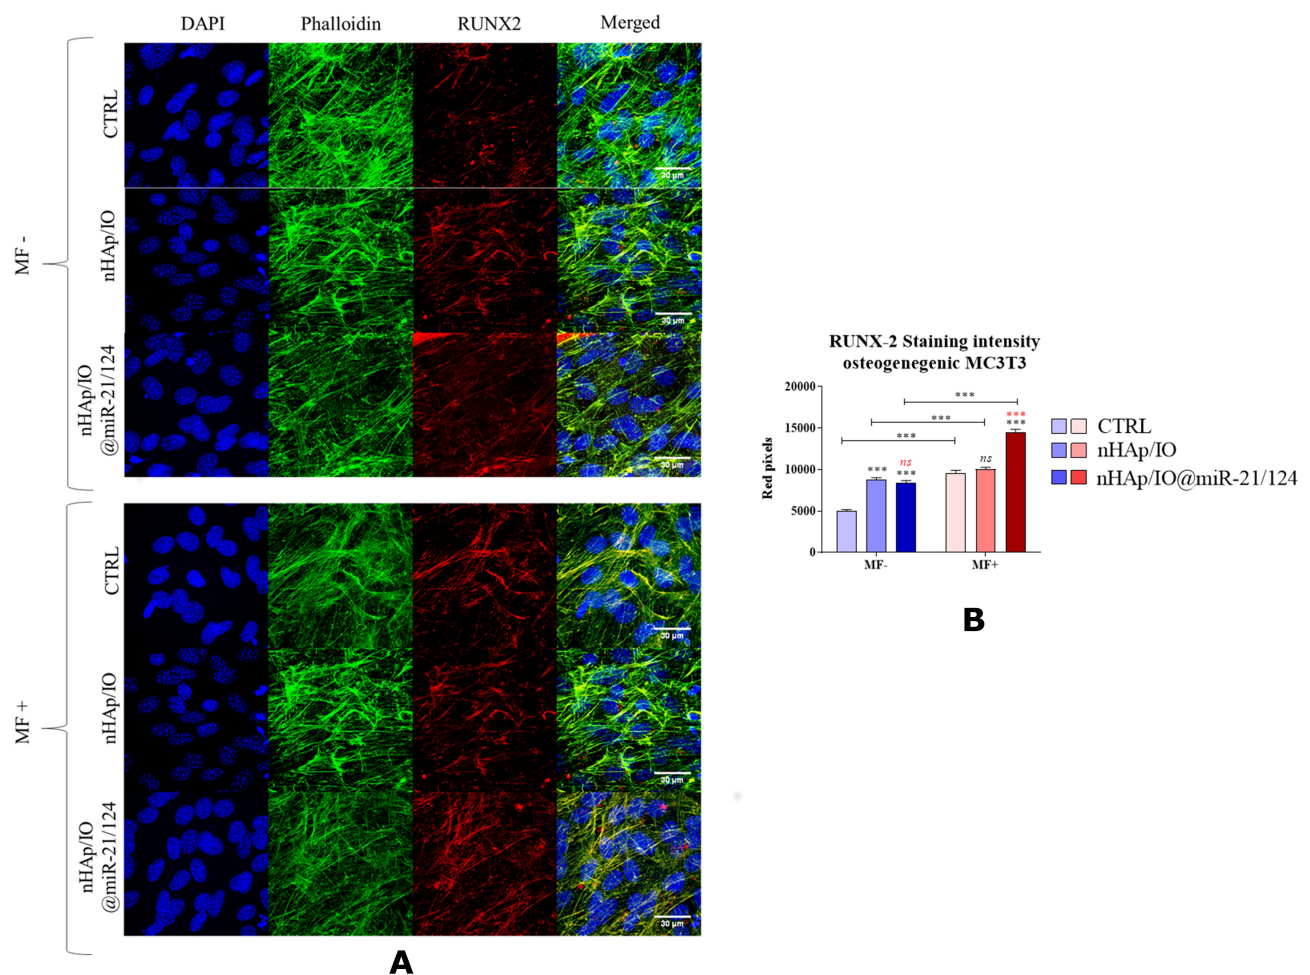 DAPI Phalloidin RUNX2 Merged
MF -
CTRL
30 µm
nHAp/IO
30 µm
nHAp/IO
@miR-21/124
30 µm
MF +
CTRL
30 µm
nHAp/IO
30 µm
nHAp/IO
@miR-21/124
30 µm
A
RUNX-2 Staining intensity
osteogenegenic MC3T3
Red pixels
20000
15000
10000
5000
0
***
***
***
***
ns
***
ns
***
***
MF- MF+
CTRL
nHAp/IO
nHAp/IO@miR-21/124
B